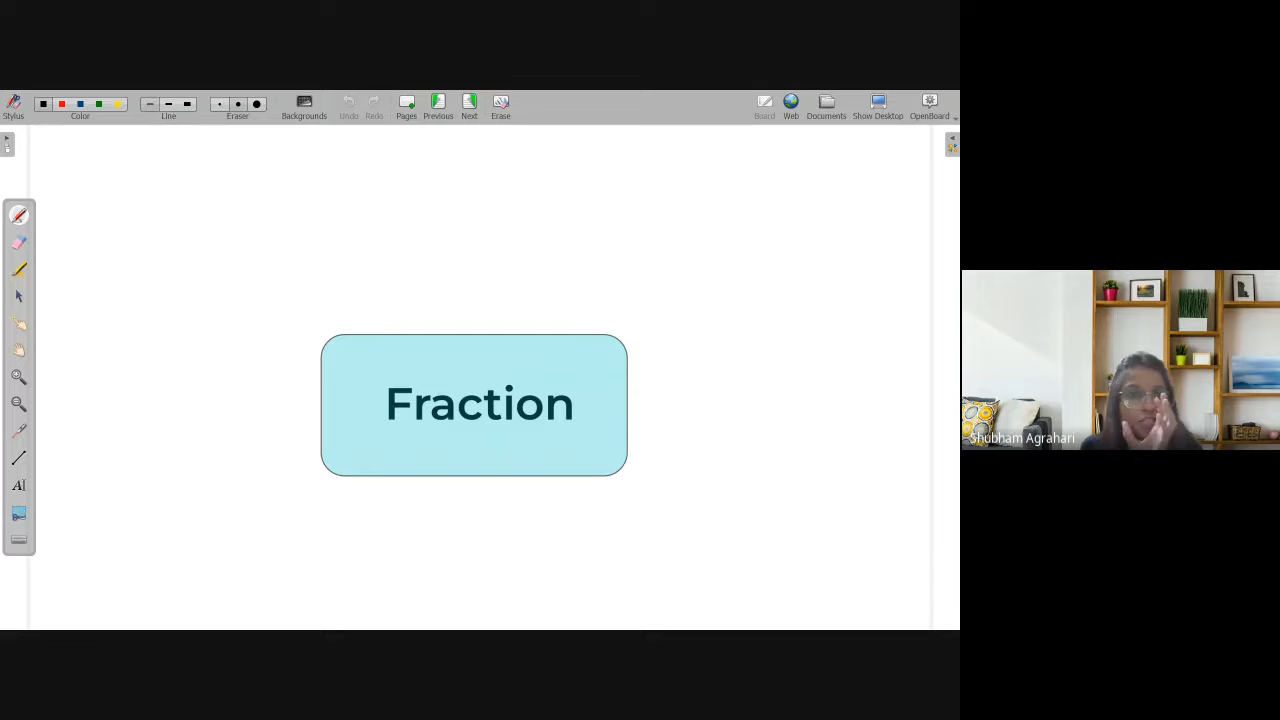 Stylus
Color
Line
Eraser
Backgrounds
Undo
Redo
Pages
Previous
Next
Erase
Board
Web
Documents
Show Desktop
OpenBoard
Fraction
Shubham Agrahari